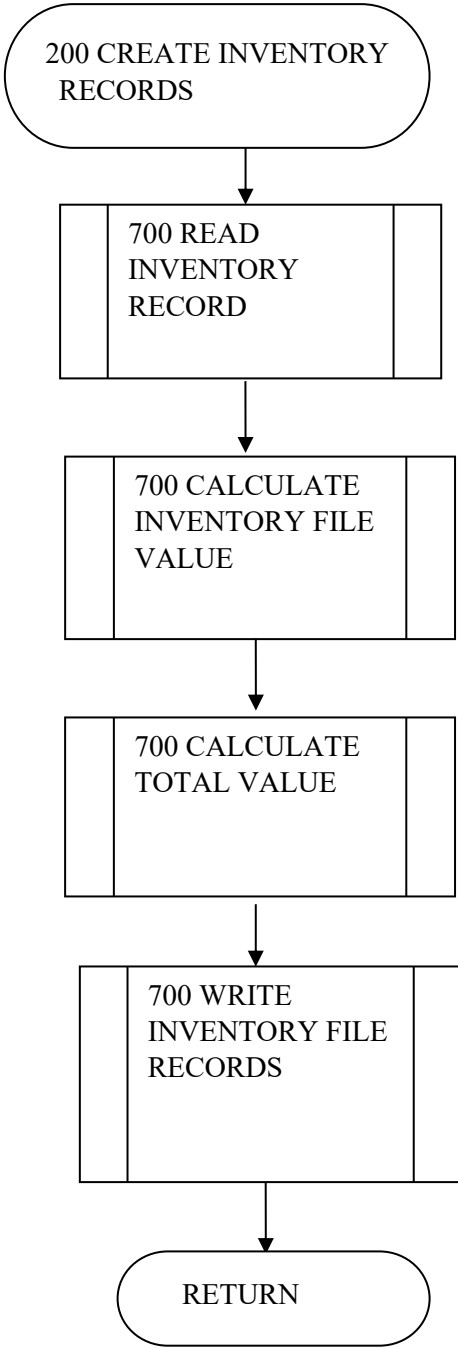 200 CREATE INVENTORY
RECORDS
700 READ
INVENTORY
RECORD
700 CALCULATE
INVENTORY FILE
VALUE
700 CALCULATE
TOTAL VALUE
700 WRITE
INVENTORY FILE
RECORDS
RETURN